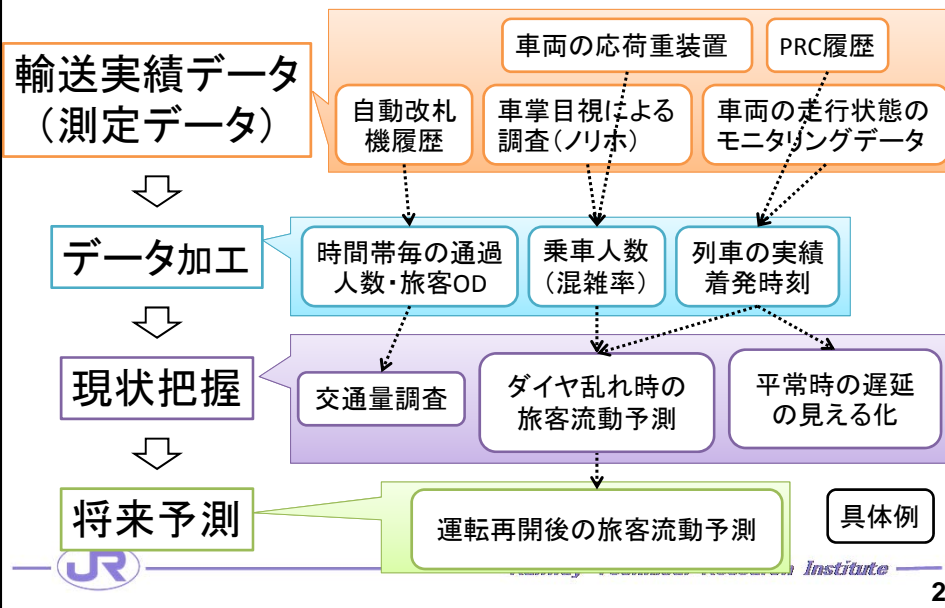 輸送実績データ
(測定データ)
車両の応荷重装置
PRC履歴
自動改札
機履歴
車掌目視による
調査(ノリホ)
車両の走行状態の
モニタリングデータ
データ加工
時間帯毎の通過
人数・旅客OD
乗車人数
(混雑率)
列車の実績
着発時刻
現状把握
交通量調査
ダイヤ乱れ時の
旅客流動予測
平常時の遅延
の見える化
将来予測
運転再開後の旅客流動予測
具体例
JR
Institute
2